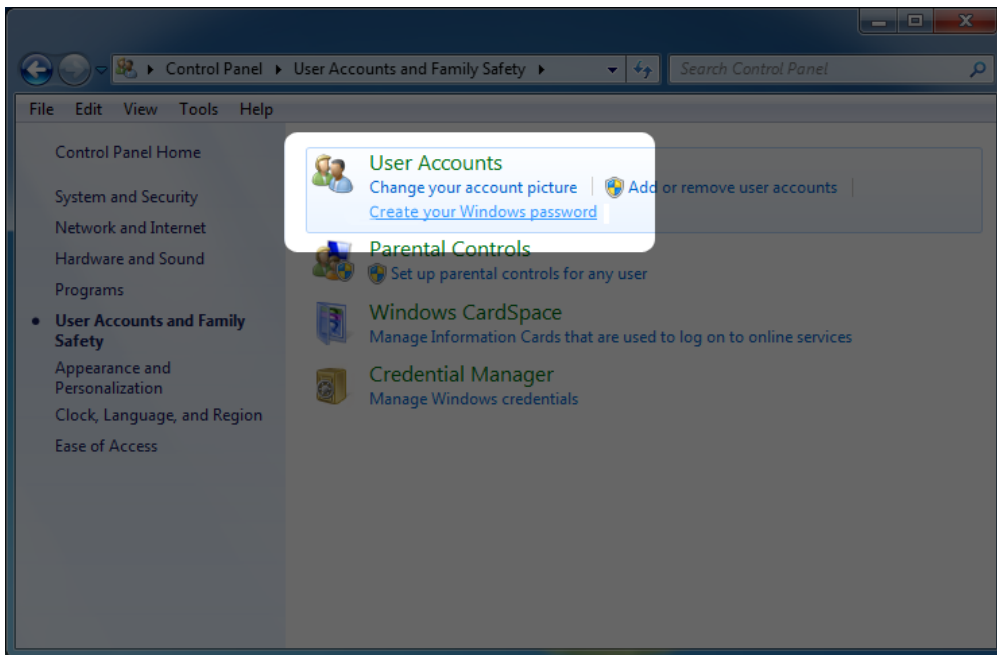 Control Panel User Accounts and Family Safety Search Control Panel
File Edit View Tools Help
Control Panel Home
System and Security
Network and Internet
Hardware and Sound
Programs
User Accounts and Family
Safety
Appearance and
Personalization
Clock, Language, and Region
Ease of Access
User Accounts
Change your account picture Add or remove user accounts
Create your Windows password
Parental Controls
Set up parental controls for any user
Windows CardSpace
Manage Information Cards that are used to log on to online services
Credential Manager
Manage Windows credentials